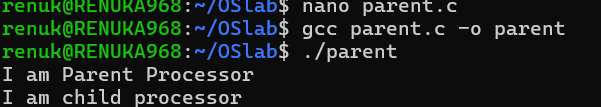 renuk@RENUKA968:~/OSlab$ nano parent.c
renuk@RENUKA968:~/OSlab$ gcc parent.c -o parent
renuk@RENUKA968:~/OSlab$ ./parent
I am Parent Processor
I am child processor